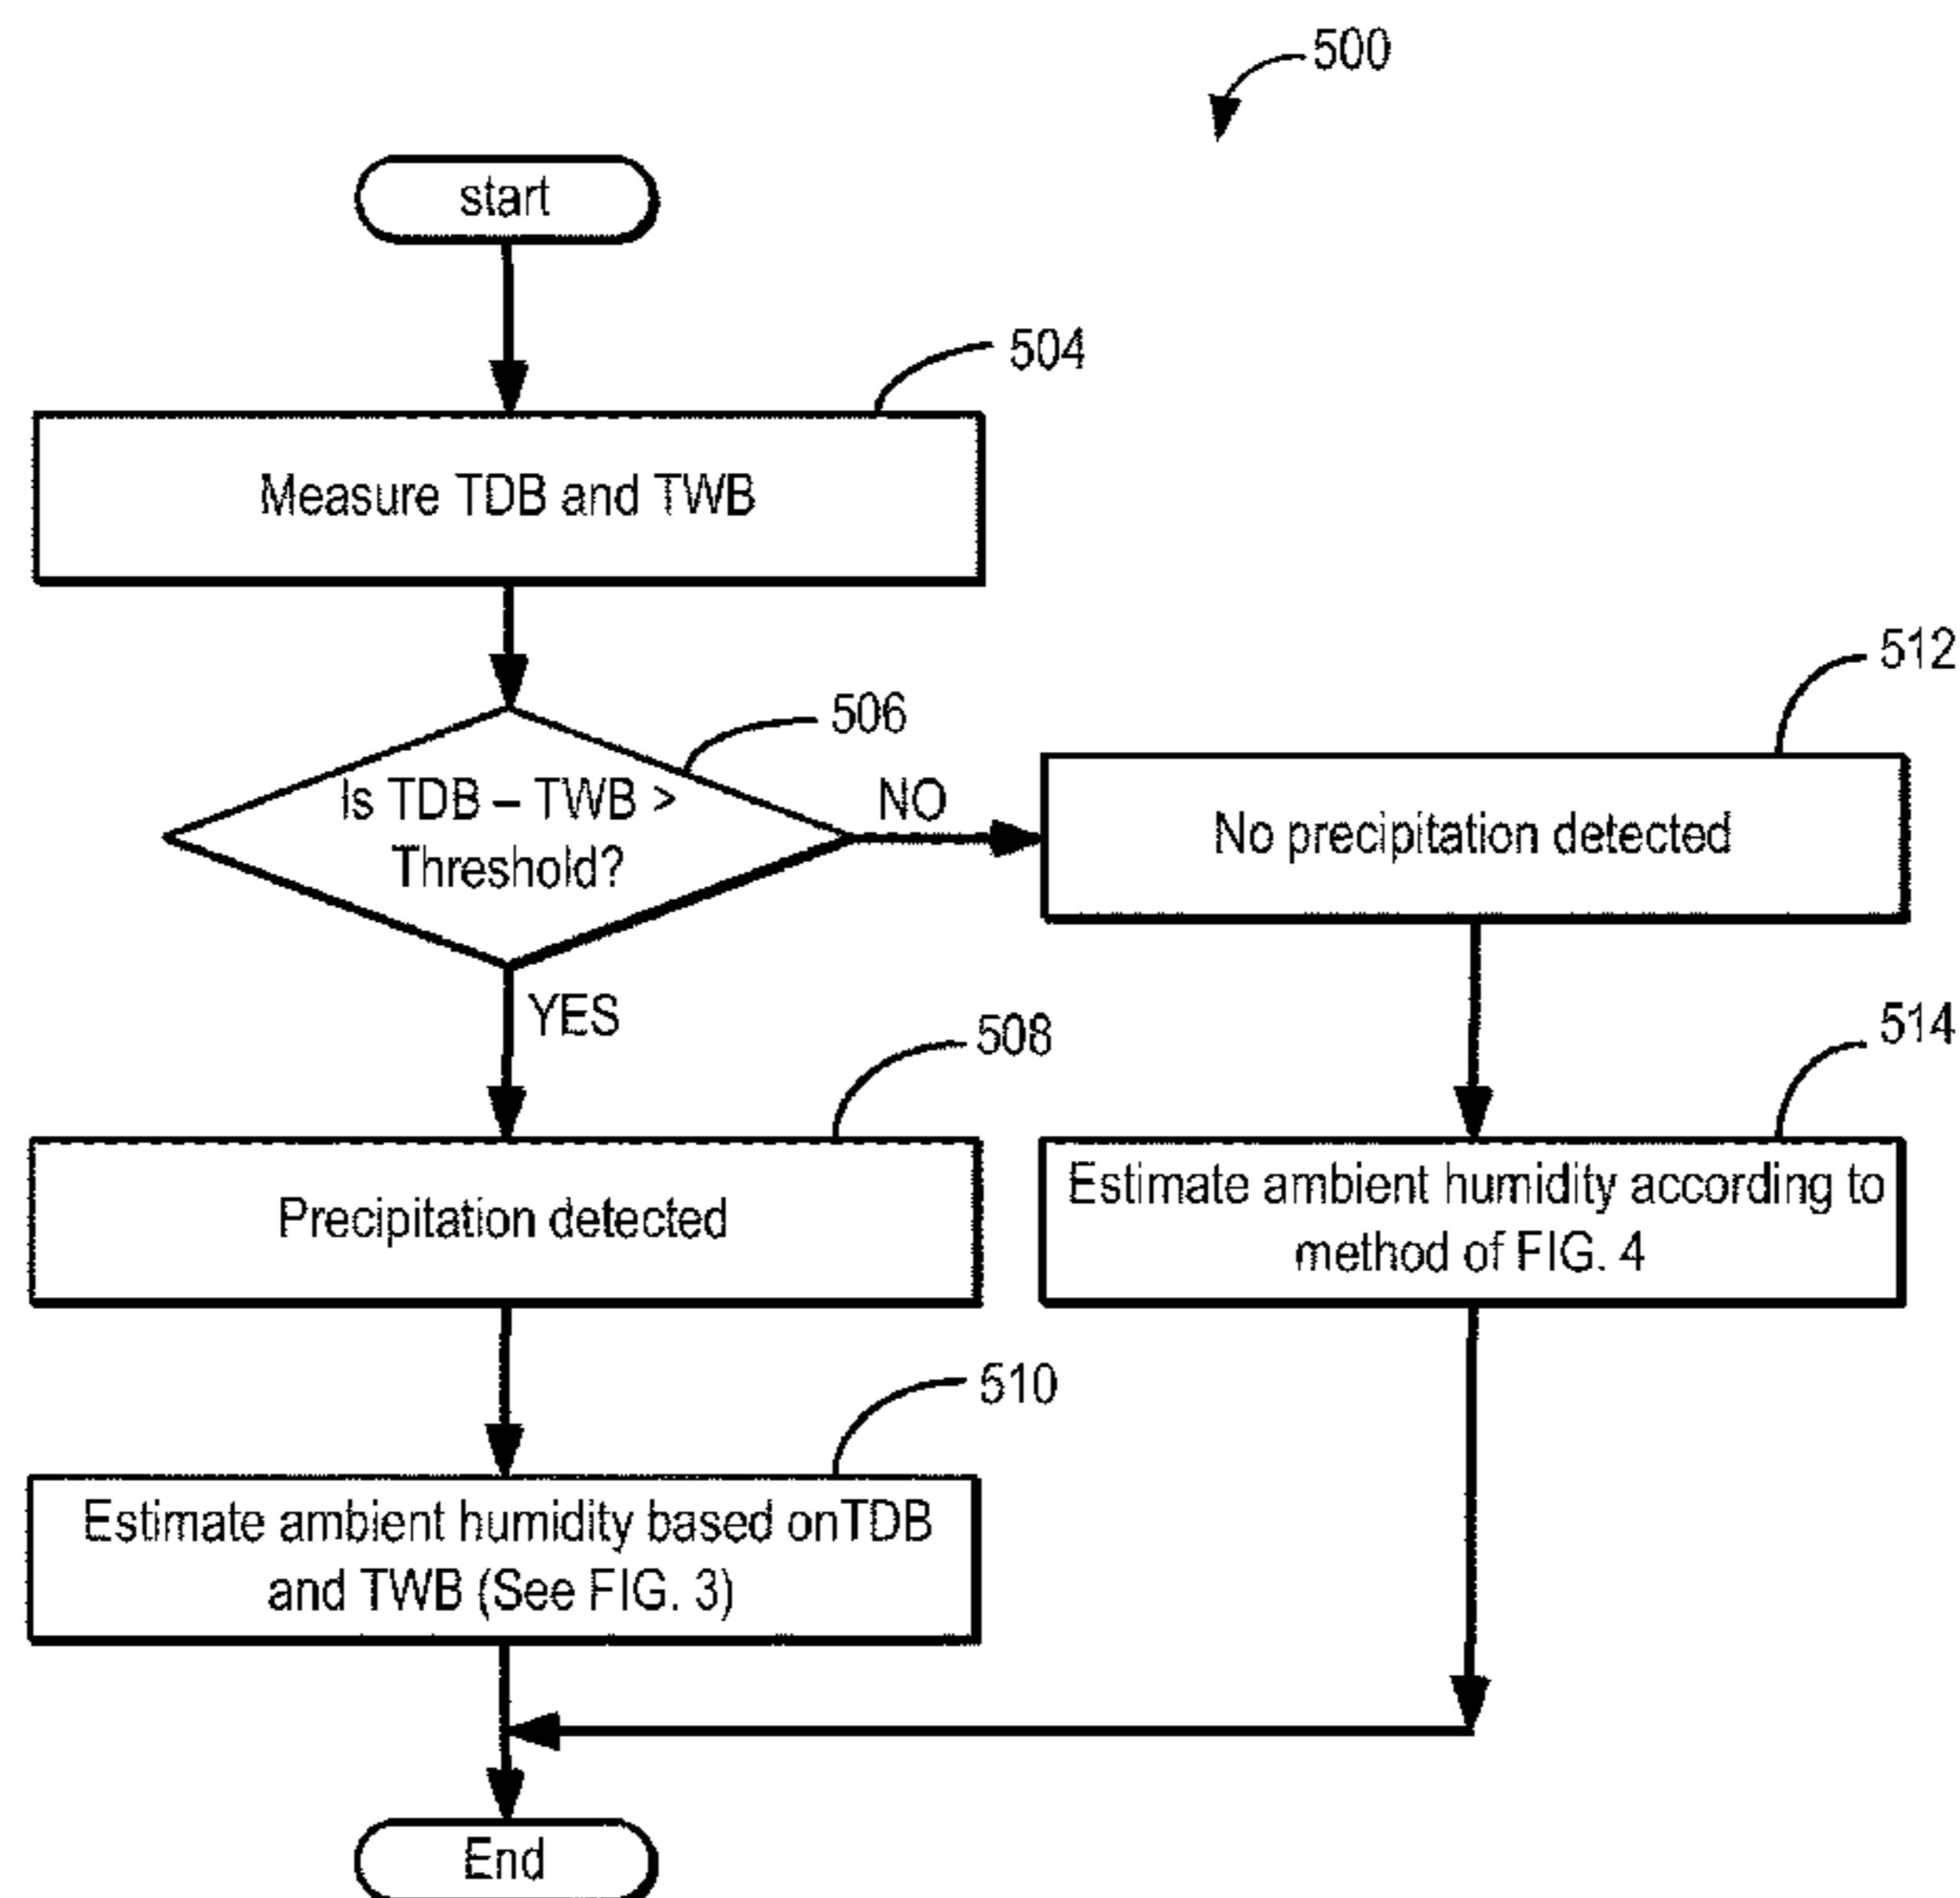 500
start
504
Measure TDB and TWB
506
Is TDB – TWB >
Threshold?
NO
YES
512
No precipitation detected
508
Precipitation detected
514
Estimate ambient humidity according to
method of FIG. 4
510
Estimate ambient humidity based onTDB
and TWB (See FIG. 3)
End